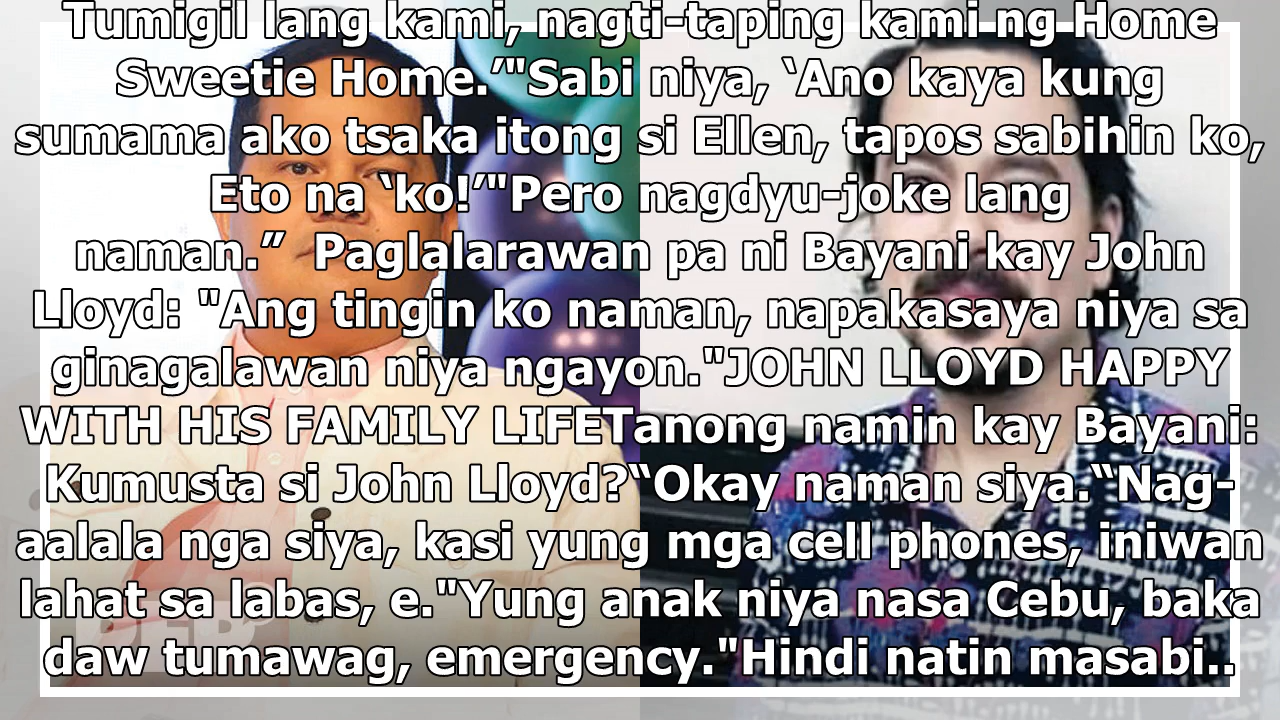 Tumigil lang kami, nagti-taping kami ng Home
Sweetie Home.’"Sabi niya, ‘Ano kaya kung
sumama ako tsaka itong si Ellen, tapos sabihin ko,
Eto na ‘ko!’"Pero nagdyu-joke lang
naman.” Paglalarawan pa ni Bayani kay John
Lloyd: "Ang tingin ko naman, napakasaya niya sa
ginagalawan niya ngayon."JOHN LLOYD HAPPY
WITH HIS FAMILY LIFETanong namin kay Bayani:
Kumusta si John Lloyd?“Okay naman siya.“Nag-
aalala nga siya, kasi yung mga cell phones, iniwan
lahat sa labas, e."Yung anak niya nasa Cebu, baka
daw tumawag, emergency."Hindi natin masabi..
PEP